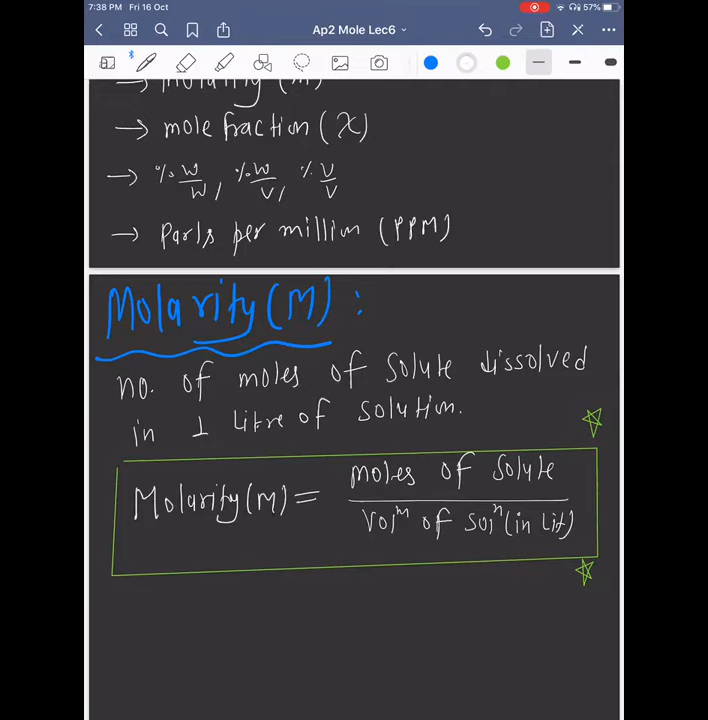 7:38 PM Fri 16 Oct
57%
Ap2 Mole Lec6
→ mole fraction (X)
→ % W/W, % W/V, % V/V
→ Parts per million (PPM)
Molarity (M) :
no. of moles of solute dissolved
in 1 litre of solution.
Molarity (M) = moles of solute
Volm of soln (in Lit)